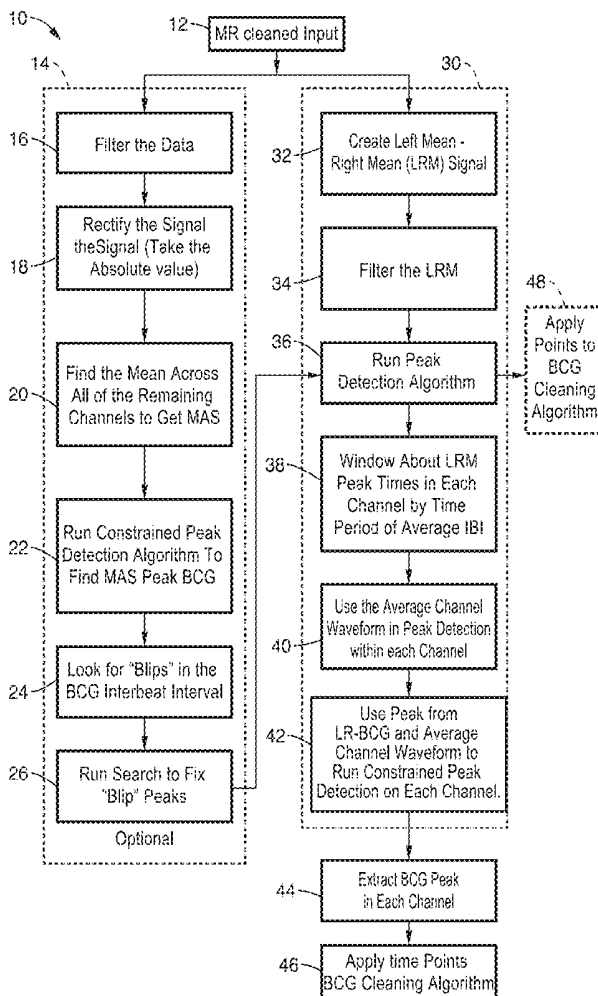 10
12
MR cleaned Input
14
16
Filter the Data
18
Rectify the Signal
theSignal (Take the
Absolute value)
20
Find the Mean Across
All of the Remaining
Channels to Get MAS
22
Run Constrained Peak
Detection Algorithm To
Find MAS Peak BCG
24
Look for "Blips" in the
BCG Interbeat Interval
26
Run Search to Fix
"Blip" Peaks
Optional
30
32
Create Left Mean -
Right Mean (LRM) Signal
34
Filter the LRM
36
Run Peak
Detection Algorithm
48
Apply
Points to
BCG
Cleaning
Algorithm
38
Window About LRM
Peak Times in Each
Channel by Time
Period of Average IBI
40
Use the Average Channel
Waveform in Peak Detection
within each Channel
42
Use Peak from
LR-BCG and Average
Channel Waveform to
Run Constrained Peak
Detection on Each Channel.
44
Extract BCG Peak
in Each Channel
46
Apply time Points
BCG Cleaning Algorithm